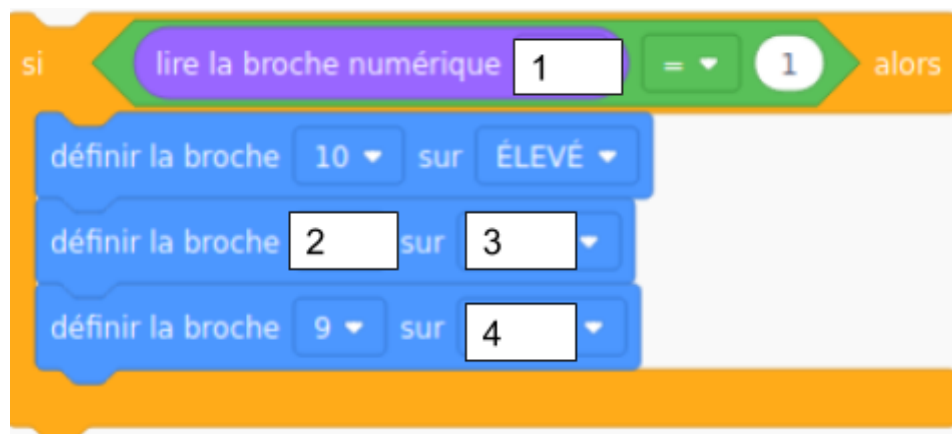 si lire la broche numérique 1 = 1 alors
définir la broche 10 sur ÉLEVÉ
définir la broche 2 sur 3
définir la broche 9 sur 4